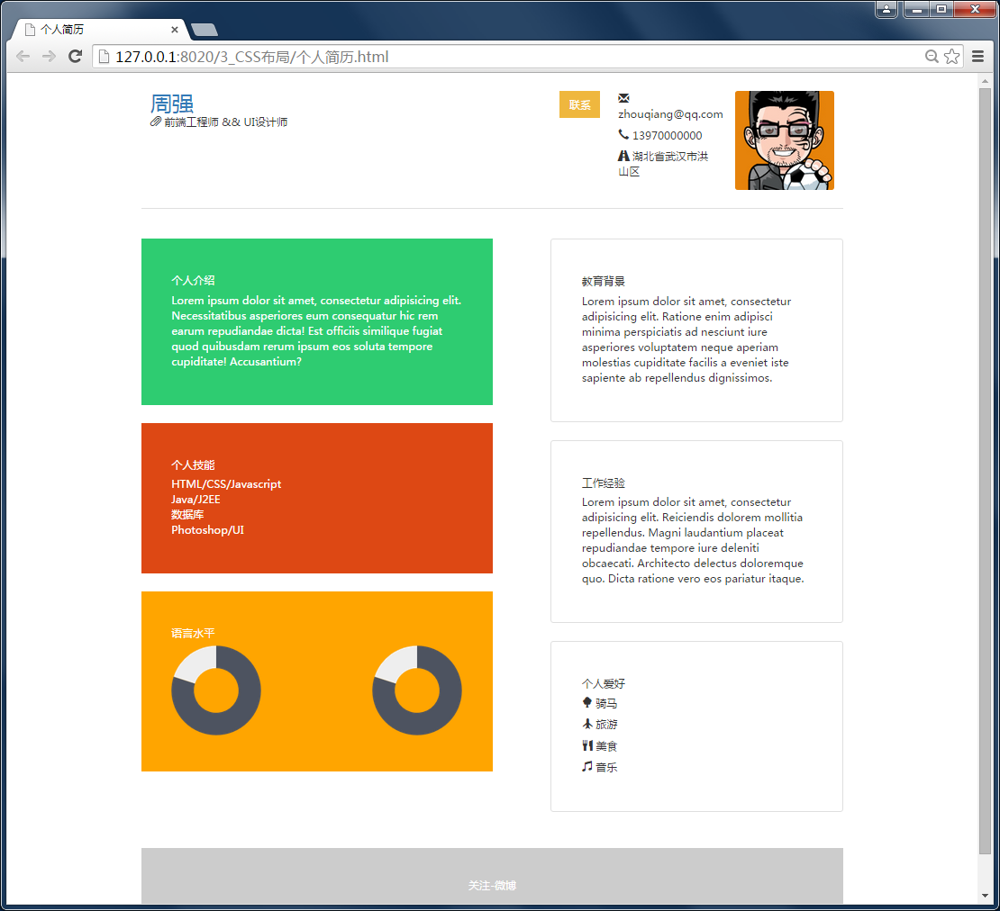 个人简历
127.0.0.1:8020/3_CSS布局/个人简历.html
周强
前端工程师 && UI设计师
联系
zhouqiang@qq.com
13970000000
湖北省武汉市洪
山区
个人介绍
Lorem ipsum dolor sit amet, consectetur adipisicing elit.
Necessitatibus asperiores eum consequatur hic rem
earum repudiandae dicta! Est officiis similique fugiat
quod quibusdam rerum ipsum eos soluta tempore
cupiditate! Accusantium?
个人技能
HTML/CSS/Javascript
Java/J2EE
数据库
Photoshop/UI
语言水平
教育背景
Lorem ipsum dolor sit amet, consectetur
adipisicing elit. Ratione enim adipisci
minima perspiciatis ad nesciunt iure
asperiores voluptatem neque aperiam
molestias cupiditate facilis a eveniet iste
sapiente ab repellendus dignissimos.
工作经验
Lorem ipsum dolor sit amet, consectetur
adipisicing elit. Reiciendis dolorem mollitia
repellendus. Magni laudantium placeat
repudiandae tempore iure deleniti
obcaecati. Architecto delectus doloremque
quo. Dicta ratione vero eos pariatur itaque.
个人爱好
骑马
旅游
美食
音乐
关注-微博